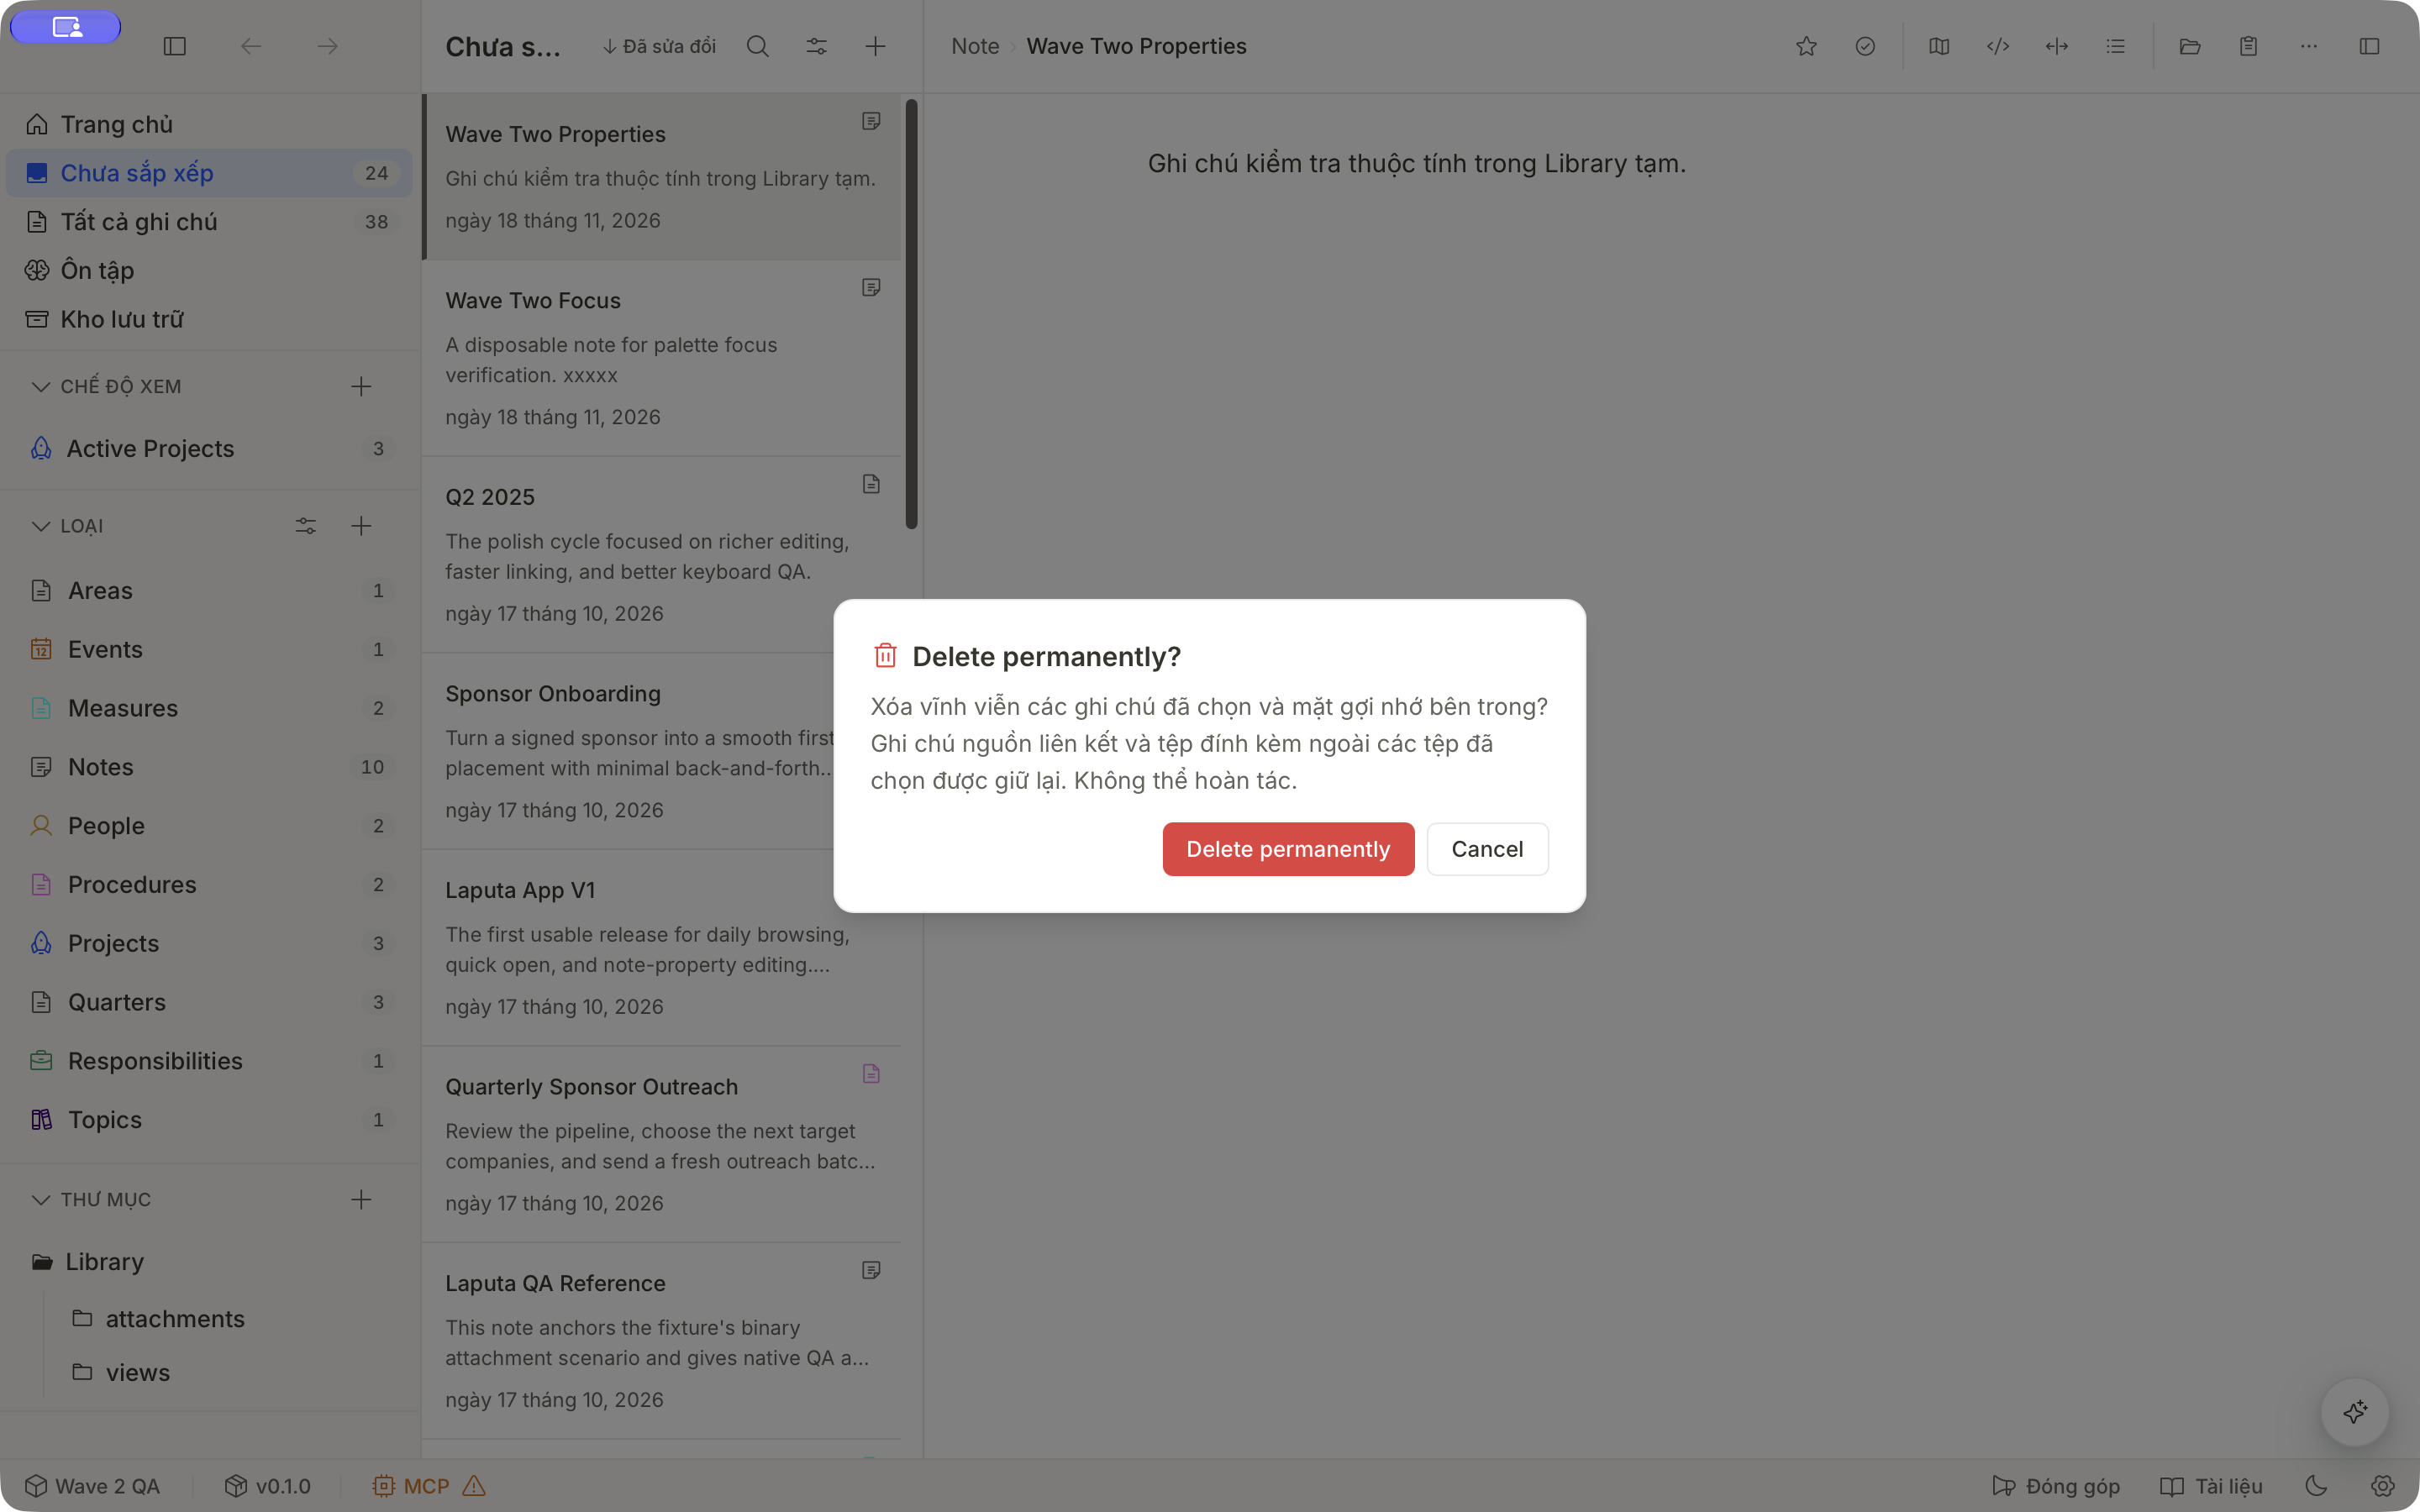 Chưa s...
Đã sửa đổi
Note
Wave Two Properties
Trang chủ
Chưa sắp xếp
24
Tất cả ghi chú
38
Ôn tập
Kho lưu trữ
CHẾ ĐỘ XEM
Active Projects
3
LOẠI
Areas
1
12
Events
1
Measures
2
Notes
10
People
2
Procedures
2
Projects
3
Quarters
3
Responsibilities
1
Topics
1
THƯ MỤC
Library
attachments
views
Wave Two Properties
Ghi chú kiểm tra thuộc tính trong Library tạm.
ngày 18 tháng 11, 2026
Wave Two Focus
A disposable note for palette focus
verification. xxxxx
ngày 18 tháng 11, 2026
Q2 2025
The polish cycle focused on richer editing,
faster linking, and better keyboard QA.
ngày 17 tháng 10, 2026
Sponsor Onboarding
Turn a signed sponsor into a smooth first
placement with minimal back-and-forth..
ngày 17 tháng 10, 2026
Laputa App V1
The first usable release for daily browsing,
quick open, and note-property editing....
ngày 17 tháng 10, 2026
Quarterly Sponsor Outreach
Review the pipeline, choose the next target
companies, and send a fresh outreach batc...
ngày 17 tháng 10, 2026
Laputa QA Reference
This note anchors the fixture's binary
attachment scenario and gives native QA a...
ngày 17 tháng 10, 2026
Ghi chú kiểm tra thuộc tính trong Library tạm.
Delete permanently?
Xóa vĩnh viễn các ghi chú đã chọn và mặt gợi nhớ bên trong?
Ghi chú nguồn liên kết và tệp đính kèm ngoài các tệp đã
chọn được giữ lại. Không thể hoàn tác.
Delete permanently
Cancel
Wave 2 QA
v0.1.0
MCP
Đóng góp
Tài liệu